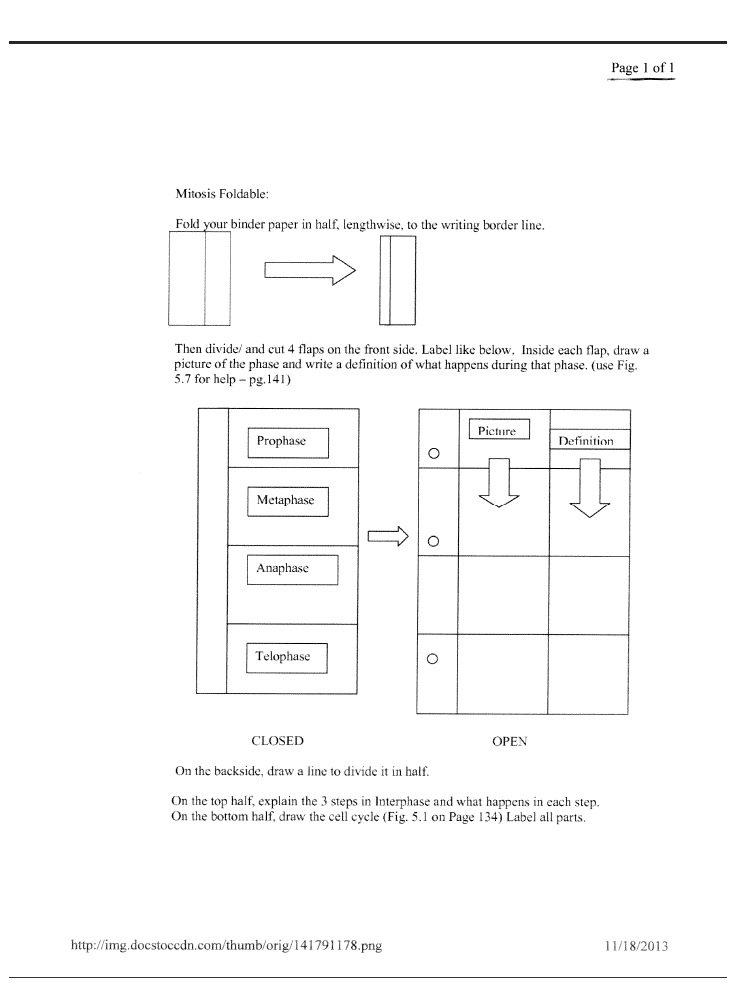 Page 1 of 1
Mitosis Foldable:
Fold your binder paper in half, lengthwise, to the writing border line.
Then divide/ and cut 4 flaps on the front side. Label like below. Inside each flap, draw a
picture of the phase and write a definition of what happens during that phase. (use Fig.
5.7 for help – pg.141)
Prophase
Metaphase
Anaphase
Telophase
Picture
Definition
CLOSED
OPEN
On the backside, draw a line to divide it in half.
On the top half, explain the 3 steps in Interphase and what happens in each step.
On the bottom half, draw the cell cycle (Fig. 5.1 on Page 134) Label all parts.
http://img.docstoccdn.com/thumb/orig/141791178.png
11/18/2013